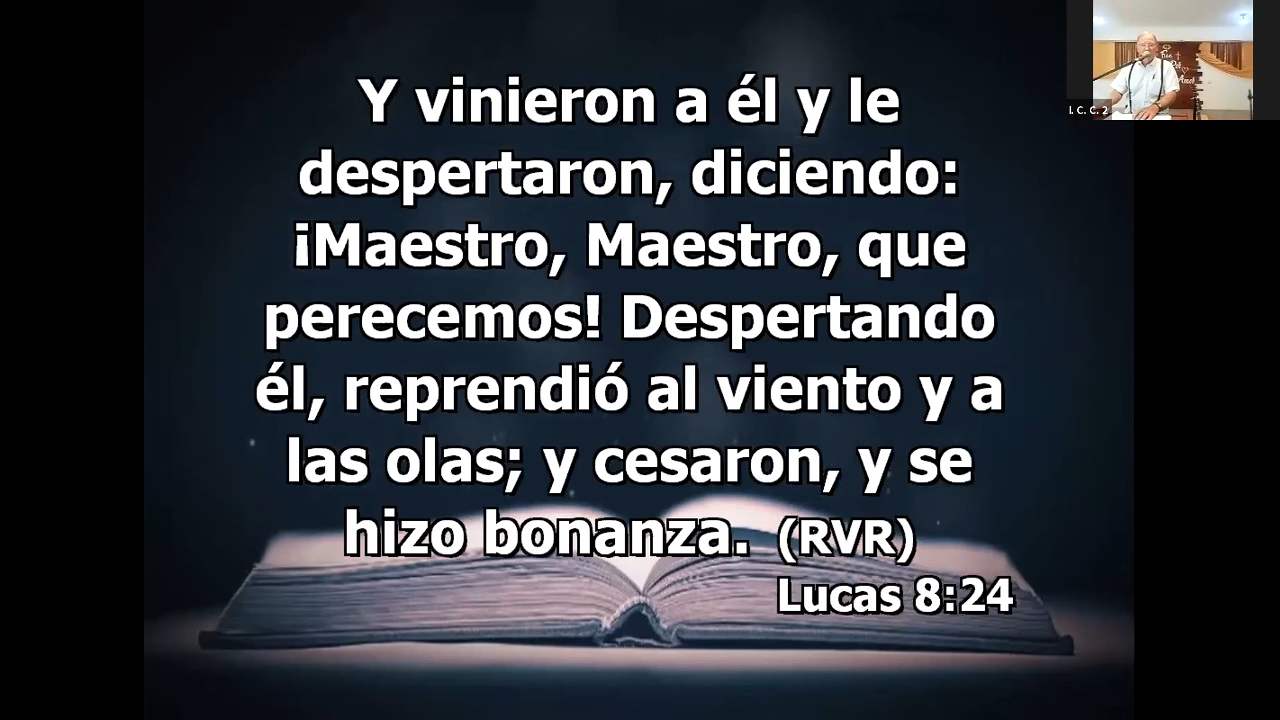 Y vinieron a él y le
despertaron, diciendo:
¡Maestro, Maestro, que
perecemos! Despertando
él, reprendió al viento y a
las olas; y cesaron, y se
hizo bonanza. (RVR)
Lucas 8:24
I. C. C. 2